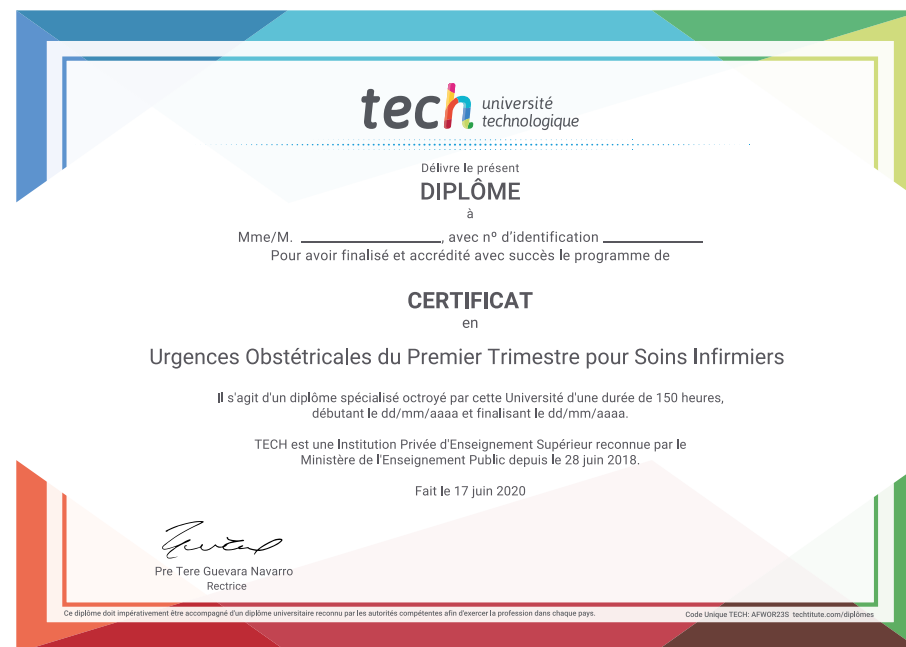 tech université
technologique
Délivre le présent
DIPLÔME
à
Mme/M. ____________________, avec nº d'identification ______________
Pour avoir finalisé et accrédité avec succès le programme de
CERTIFICAT
en
Urgences Obstétricales du Premier Trimestre pour Soins Infirmiers
Il s'agit d'un diplôme spécialisé octroyé par cette Université d'une durée de 150 heures,
débutant le dd/mm/aaaa et finalisant le dd/mm/aaaa.
TECH est une Institution Privée d'Enseignement Supérieur reconnue par le
Ministère de l'Enseignement Public depuis le 28 juin 2018.
Fait le 17 juin 2020
Pre Tere Guevara Navarro
Rectrice
Ce diplôme doit impérativement être accompagné d'un diplôme universitaire reconnu par les autorités compétentes afin d'exercer la profession dans chaque pays.
Code Unique TECH: AFWOR23S techtitute.com/diplômes